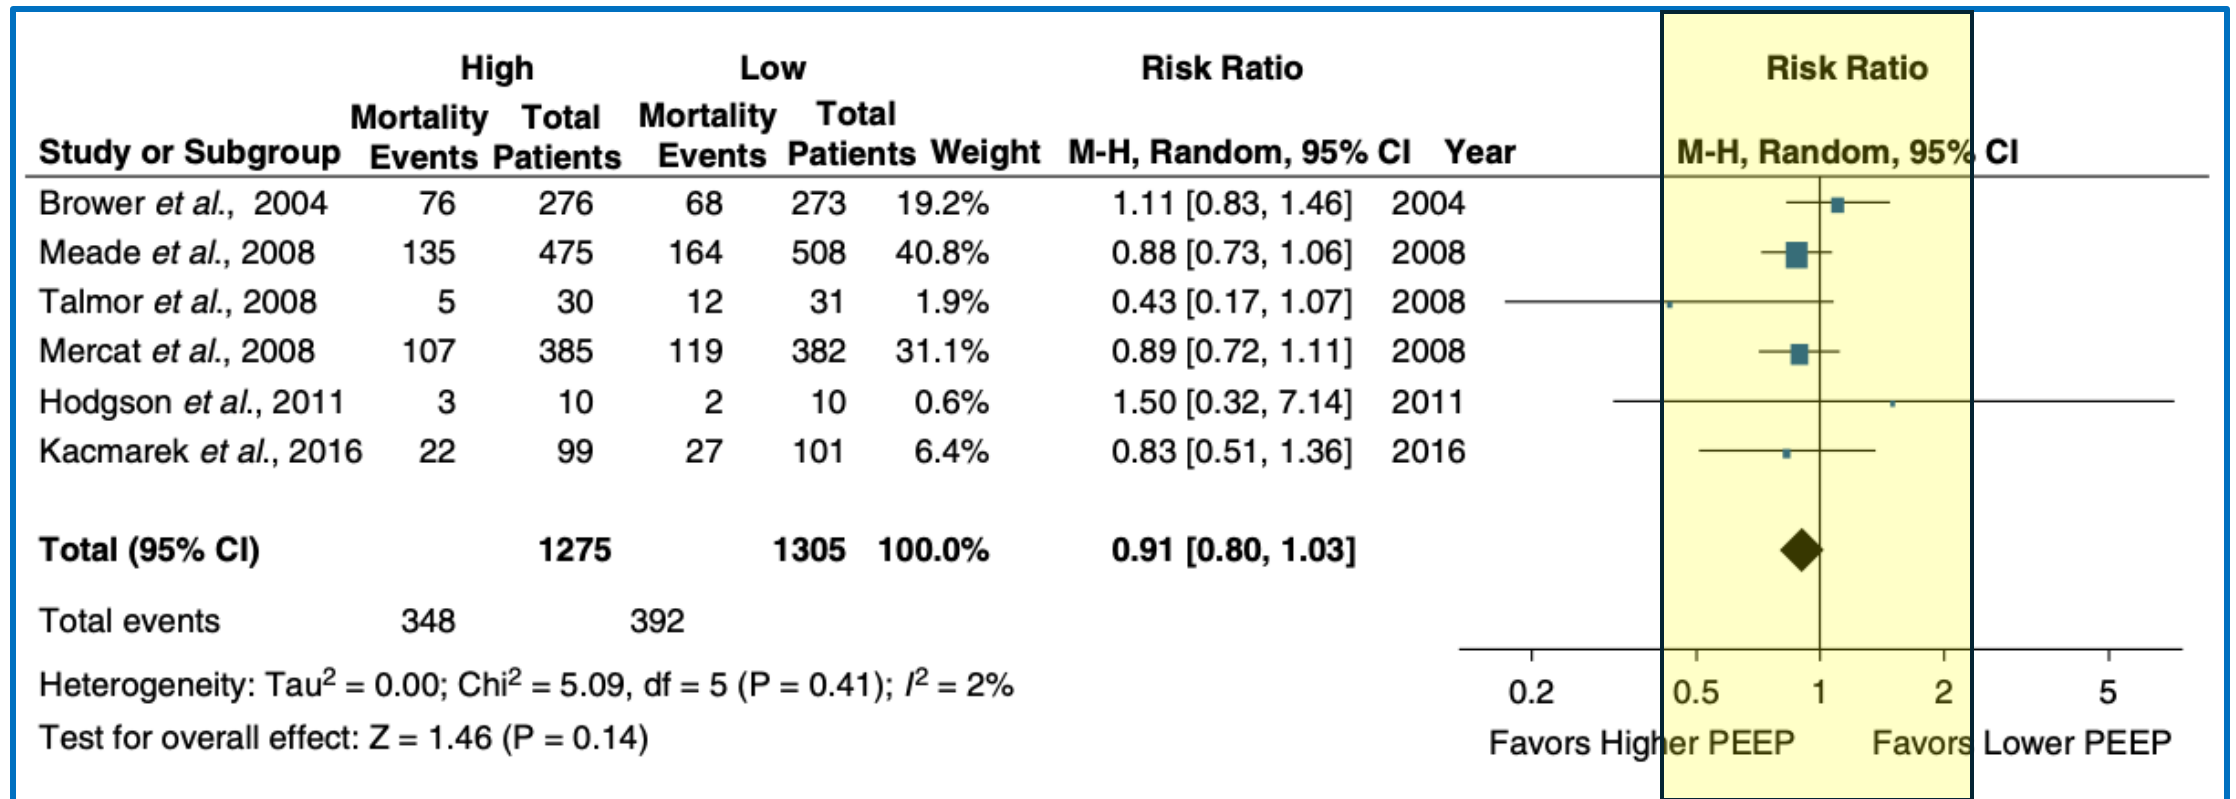 High Low Risk Ratio Risk Ratio
Mortality Total Mortality Total
Study or Subgroup Events Patients Events Patients Weight M-H, Random, 95% CI Year M-H, Random, 95% CI
Brower et al., 2004 76 276 68 273 19.2% 1.11 [0.83, 1.46] 2004
Meade et al., 2008 135 475 164 508 40.8% 0.88 [0.73, 1.06] 2008
Talmor et al., 2008 5 30 12 31 1.9% 0.43 [0.17, 1.07] 2008
Mercat et al., 2008 107 385 119 382 31.1% 0.89 [0.72, 1.11] 2008
Hodgson et al., 2011 3 10 2 10 0.6% 1.50 [0.32, 7.14] 2011
Kacmarek et al., 2016 22 99 27 101 6.4% 0.83 [0.51, 1.36] 2016
Total (95% CI) 1275 1305 100.0% 0.91 [0.80, 1.03]
Total events 348 392
Heterogeneity: Tau² = 0.00; Chi² = 5.09, df = 5 (P = 0.41); I² = 2%
Test for overall effect: Z = 1.46 (P = 0.14)
0.2 0.5 1 2 5
Favors Higher PEEP Favors Lower PEEP